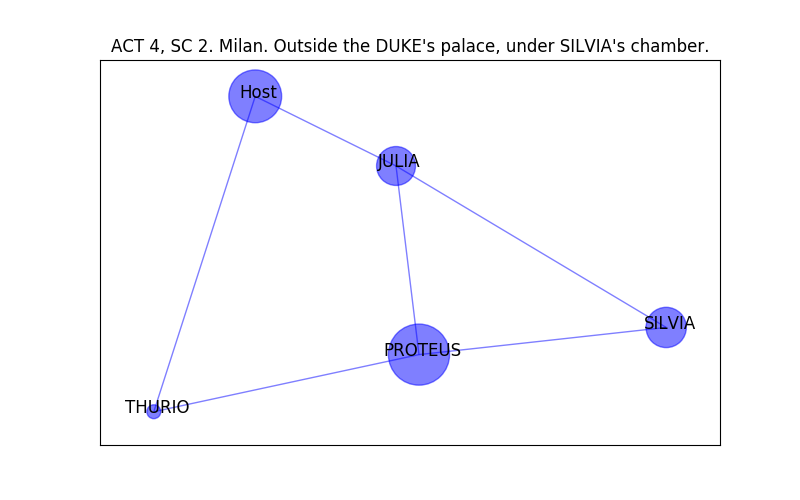 ACT 4, SC 2. Milan. Outside the DUKE's palace, under SILVIA's chamber.
Host
JULIA
SILVIA
PROTEUS
THURIO